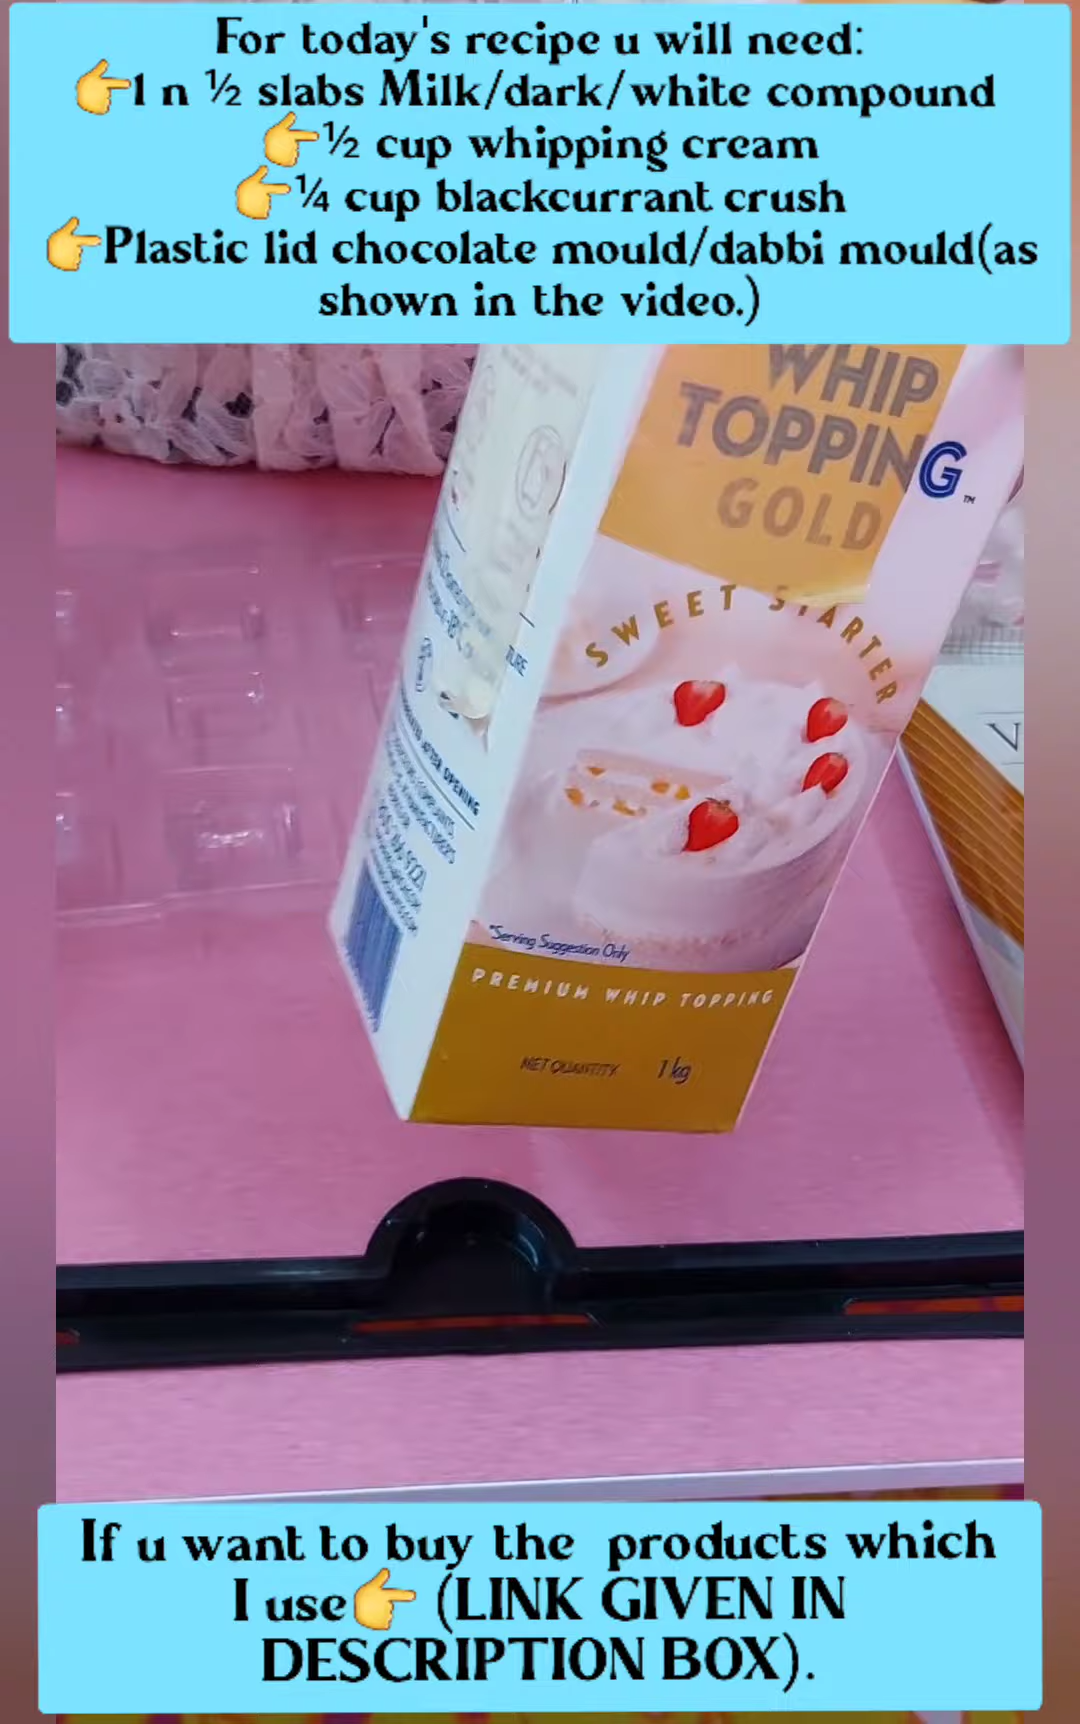 For today's recipe u will need:
👉1 n ½ slabs Milk/dark/white compound
👉½ cup whipping cream
👉¼ cup blackcurrant crush
👉Plastic lid chocolate mould/dabbi mould(as
shown in the video.)
WHIP
TOPPING™
GOLD
SWEET STARTER
AFTER OPENING
*Serving Suggestion Only
PREMIUM WHIP TOPPING
NET QUANTITY 1 kg
V
If u want to buy the products which
I use👉 (LINK GIVEN IN
DESCRIPTION BOX).